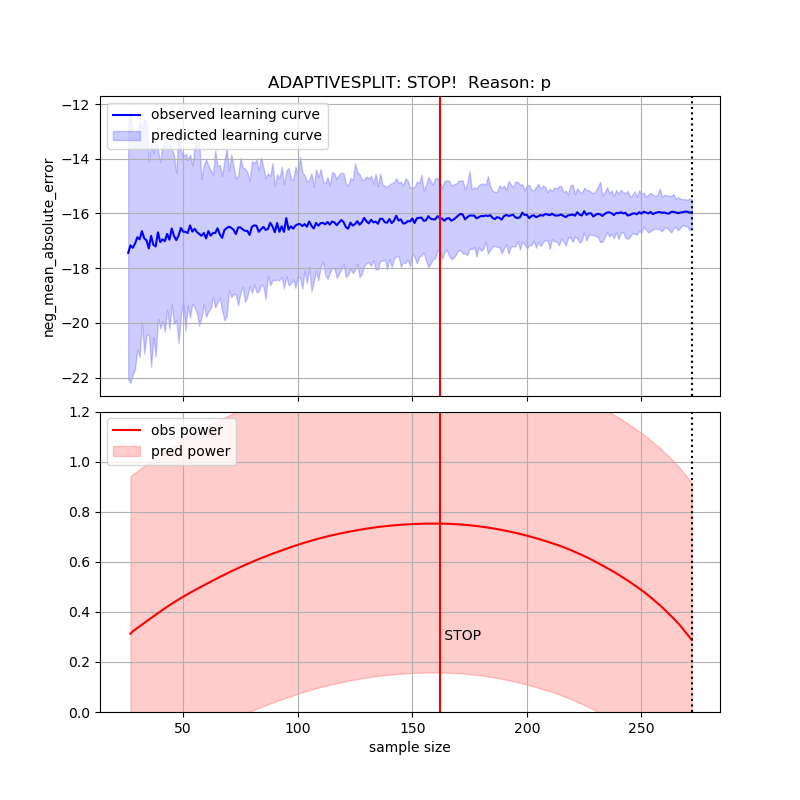 ADAPTIVESPLIT: STOP!  Reason: p
observed learning curve
predicted learning curve
neg_mean_absolute_error
−12
−14
−16
−18
−20
−22
obs power
pred power
1.2
1.0
0.8
0.6
0.4
0.2
0.0
STOP
50 100 150 200 250
sample size